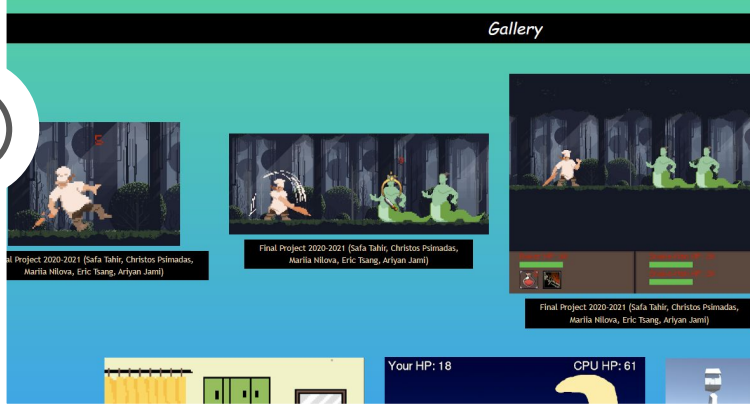 Gallery
5
al Project 2020-2021 (Safa Tahir, Christos Psimadas,
Mariia Nilova, Eric Tsang, Ariyan Jami)
Final Project 2020-2021 (Safa Tahir, Christos Psimadas,
Mariia Nilova, Eric Tsang, Ariyan Jami)
Final Project 2020-2021 (Safa Tahir, Christos Psimadas,
Mariia Nilova, Eric Tsang, Ariyan Jami)
Your HP: 18 CPU HP: 61